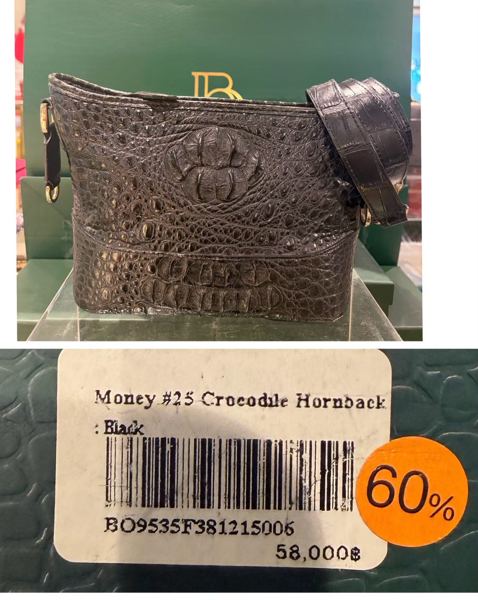 B
Money #25 Crocodile Hornback
: Black
BO9535F381215006
58,000฿
60%